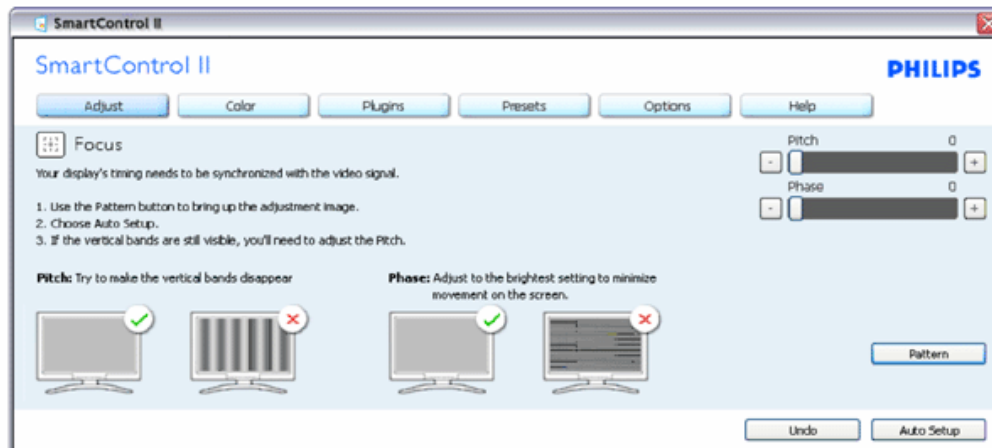 SmartControl II
SmartControl II
PHILIPS
Adjust Color Plugins Presets Options Help
Focus
Pitch 0
- +
Phase 0
- +
Your display's timing needs to be synchronized with the video signal.
1. Use the Pattern button to bring up the adjustment image.
2. Choose Auto Setup.
3. If the vertical bands are still visible, you'll need to adjust the Pitch.
Pitch: Try to make the vertical bands disappear
Phase: Adjust to the brightest setting to minimize
movement on the screen.
Pattern
Undo Auto Setup